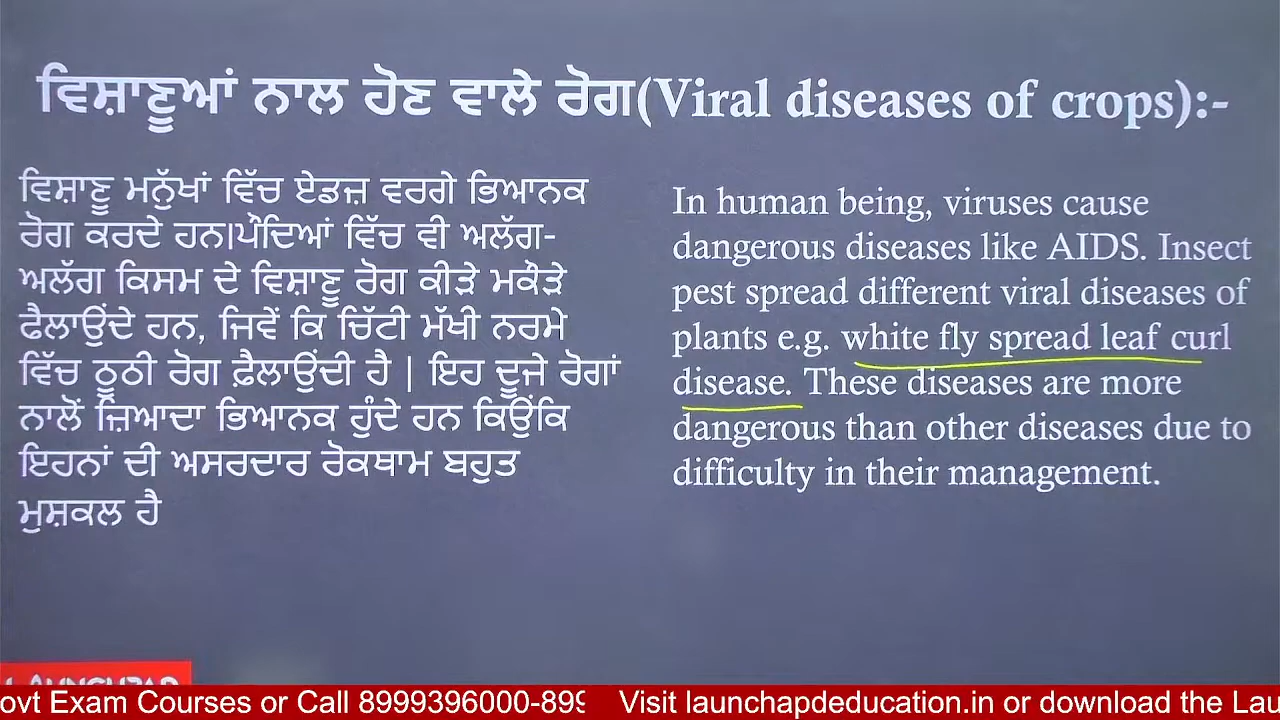 ਵਿਸ਼ਾਣੂਆਂ ਨਾਲ ਹੋਣ ਵਾਲੇ ਰੋਗ(Viral diseases of crops):-
ਵਿਸ਼ਾਣੂ ਮਨੁੱਖਾਂ ਵਿੱਚ ਏਡਜ਼ ਵਰਗੇ ਭਿਆਨਕ
ਰੋਗ ਕਰਦੇ ਹਨ।ਪੌਦਿਆਂ ਵਿੱਚ ਵੀ ਅਲੱਗ-
ਅਲੱਗ ਕਿਸਮ ਦੇ ਵਿਸ਼ਾਣੂ ਰੋਗ ਕੀੜੇ ਮਕੌੜੇ
ਫੈਲਾਉਂਦੇ ਹਨ, ਜਿਵੇਂ ਕਿ ਚਿੱਟੀ ਮੱਖੀ ਨਰਮੇ
ਵਿੱਚ ਠੂਠੀ ਰੋਗ ਫ਼ੈਲਾਉਂਦੀ ਹੈ | ਇਹ ਦੂਜੇ ਰੋਗਾਂ
ਨਾਲੋਂ ਜ਼ਿਆਦਾ ਭਿਆਨਕ ਹੁੰਦੇ ਹਨ ਕਿਉਂਕਿ
ਇਹਨਾਂ ਦੀ ਅਸਰਦਾਰ ਰੋਕਥਾਮ ਬਹੁਤ
ਮੁਸ਼ਕਲ ਹੈ
In human being, viruses cause
dangerous diseases like AIDS. Insect
pest spread different viral diseases of
plants e.g. white fly spread leaf curl
disease. These diseases are more
dangerous than other diseases due to
difficulty in their management.
ovt Exam Courses or Call 8999396000-899 Visit launchapdeducation.in or download the Lau